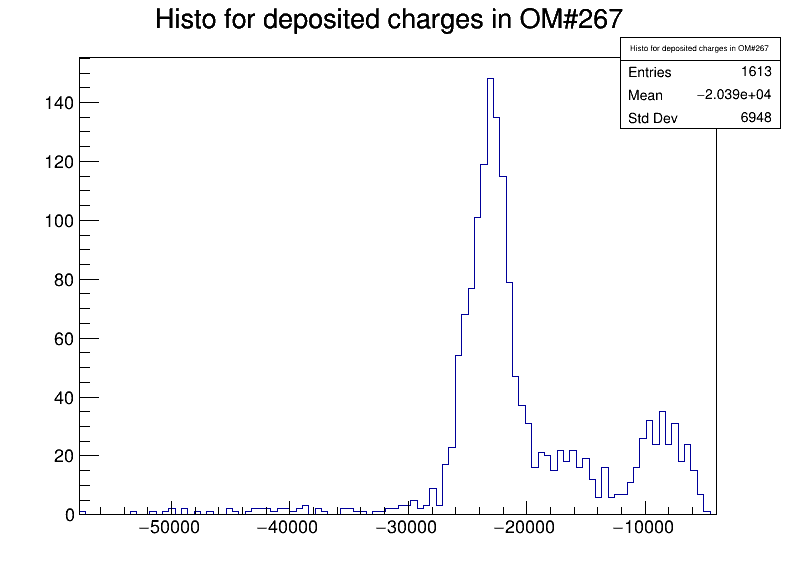 Histo for deposited charges in OM#267
Histo for deposited charges in OM#267
Entries 1613
Mean −2.039e+04
Std Dev 6948
140
120
100
80
60
40
20
0
−50000 −40000 −30000 −20000 −10000